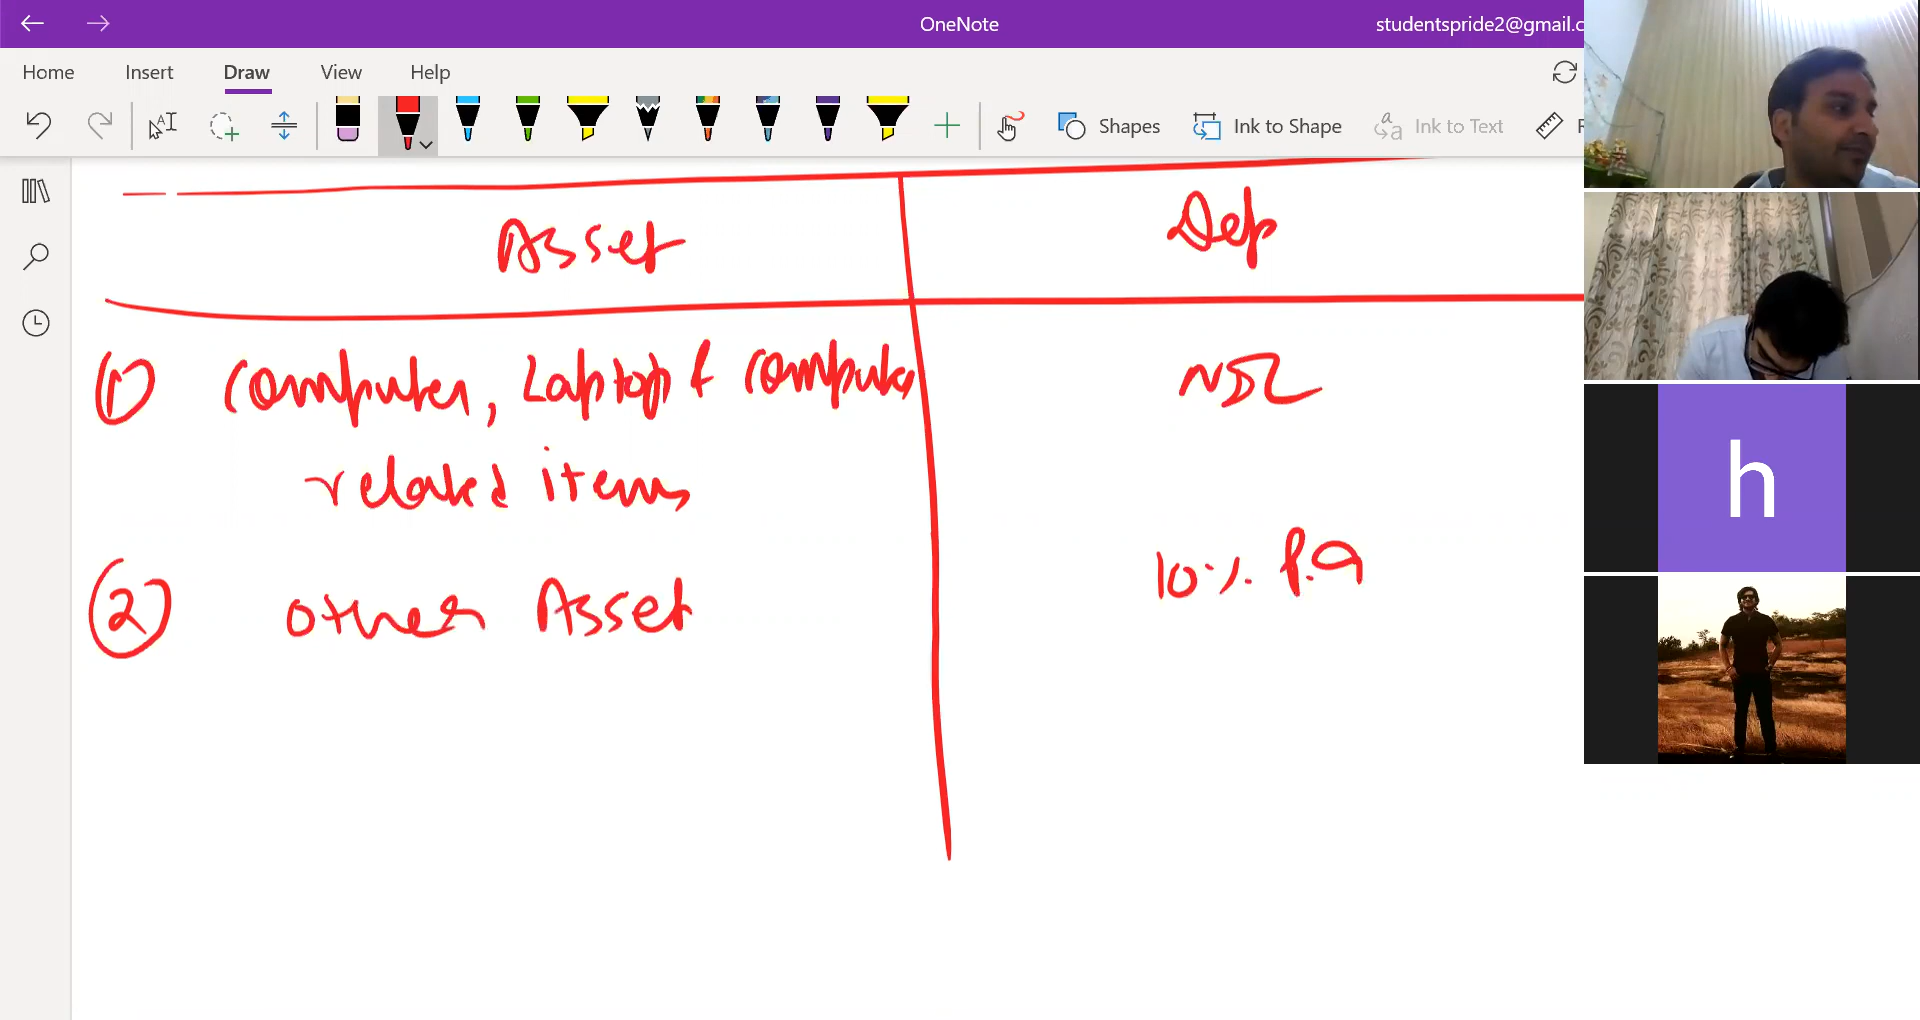 OneNote
studentspride2@gmail.c
Home Insert Draw View Help
Shapes Ink to Shape Ink to Text R
Asset Dep
① Computer, Laptop & Computer
related items
② other Asset
10% P.a
h